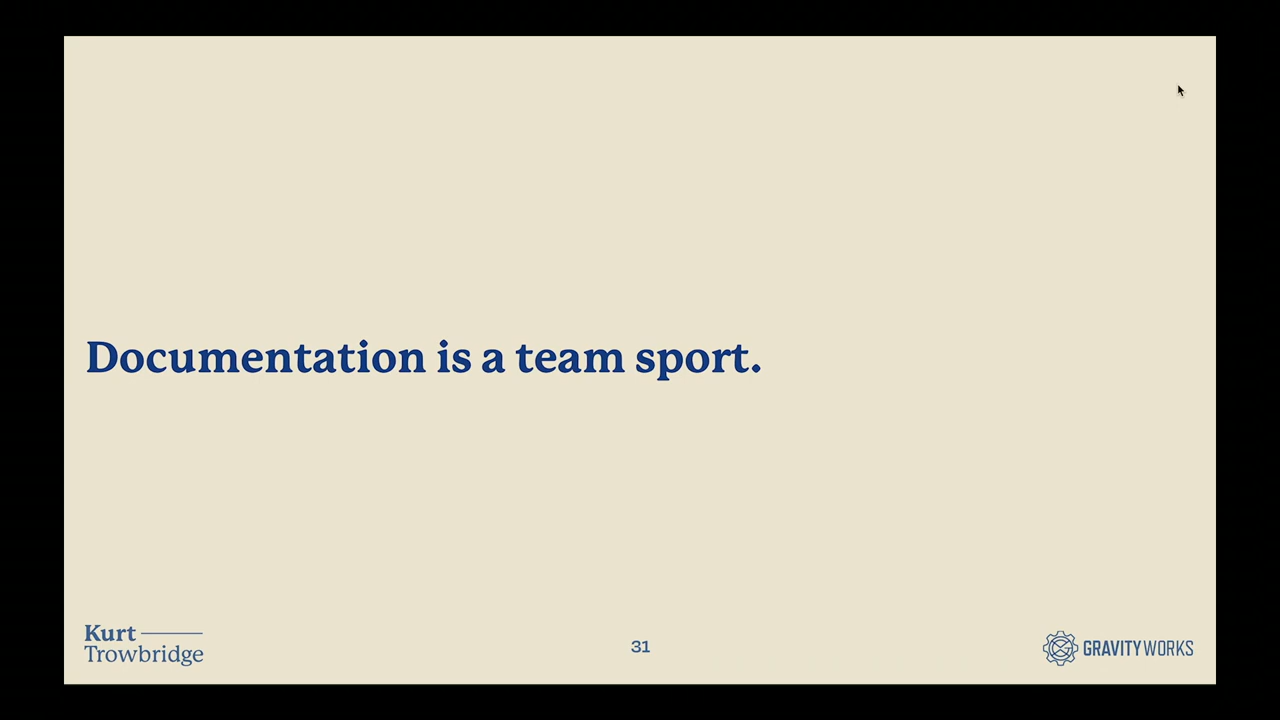 Documentation is a team sport.
Kurt
Trowbridge
31
GRAVITYWORKS